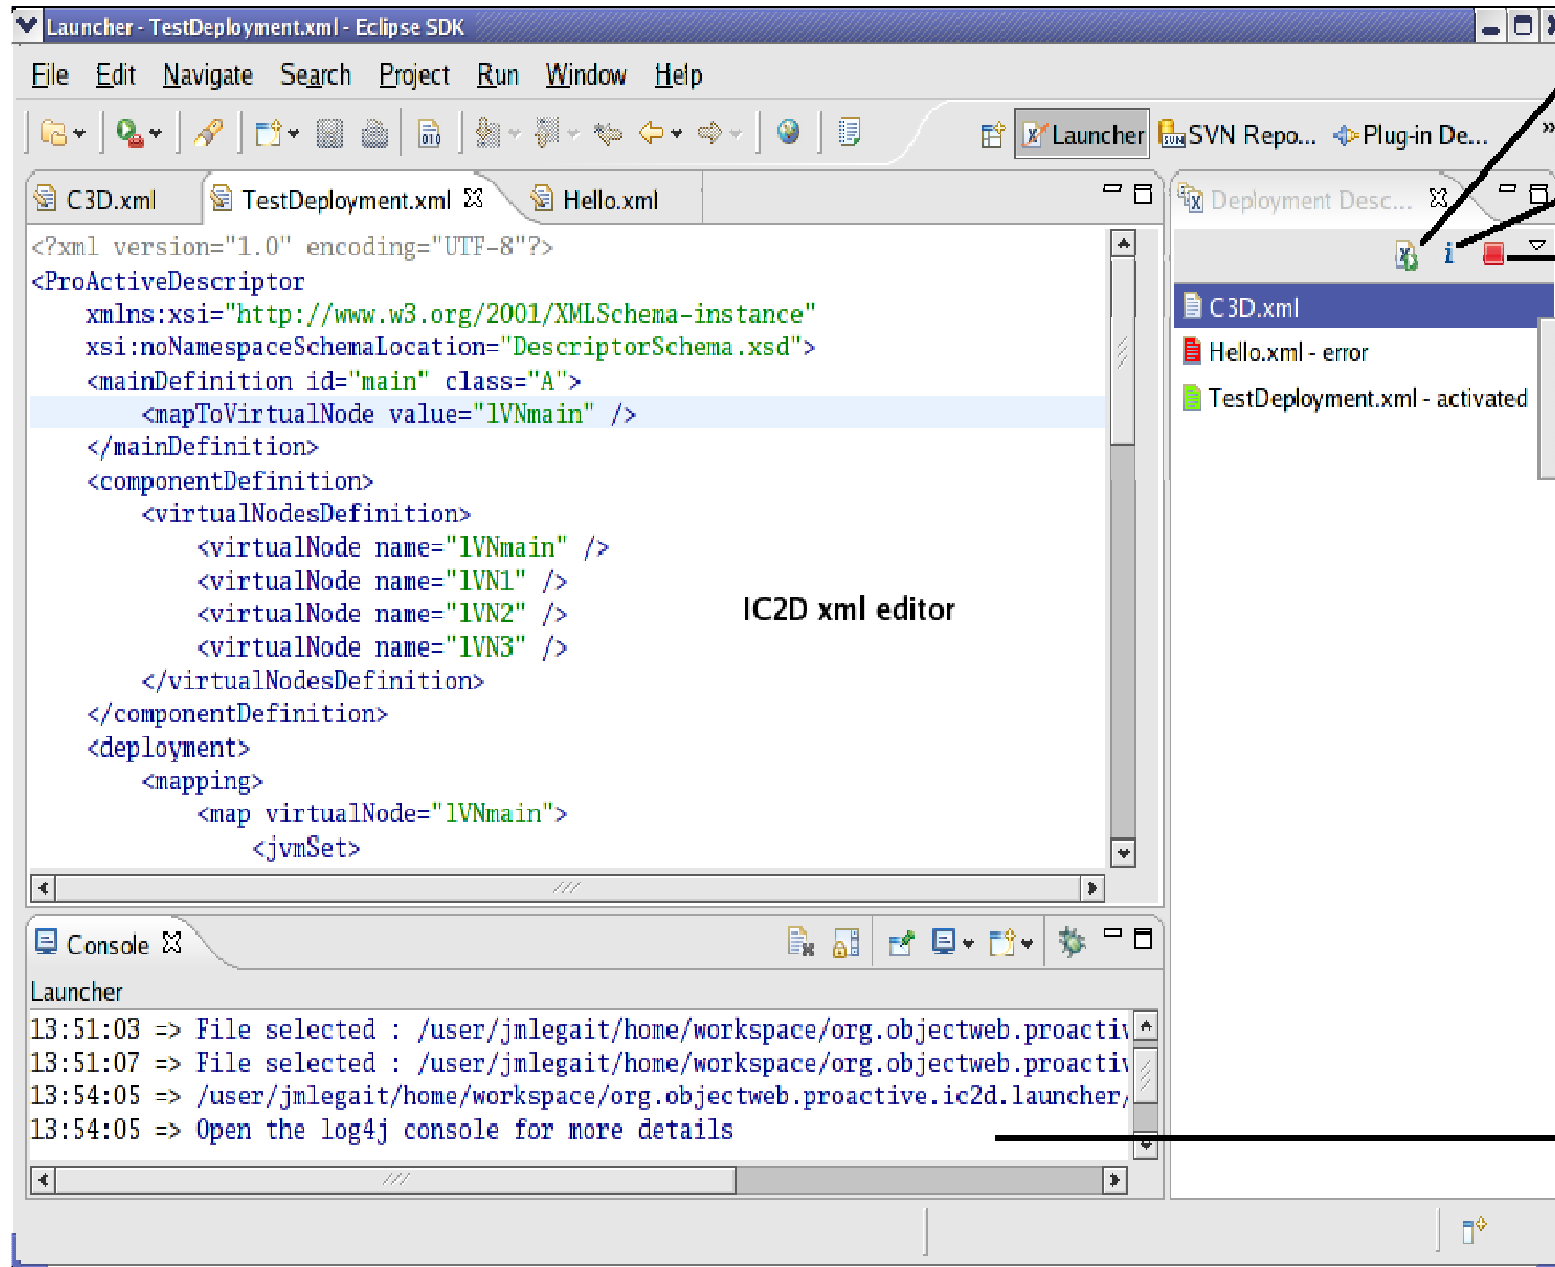 Launcher - TestDeployment.xml - Eclipse SDK
File Edit Navigate Search Project Run Window Help
Launcher SVN Repo... Plug-in De... »
C3D.xml TestDeployment.xml Hello.xml
Deployment Desc...
<?xml version="1.0" encoding="UTF-8"?>
<ProActiveDescriptor
xmlns:xsi="http://www.w3.org/2001/XMLSchema-instance"
xsi:noNamespaceSchemaLocation="DescriptorSchema.xsd">
<mainDefinition id="main" class="A">
<mapToVirtualNode value="lVNmain" />
</mainDefinition>
<componentDefinition>
<virtualNodesDefinition>
<virtualNode name="lVNmain" />
<virtualNode name="lVN1" />
<virtualNode name="lVN2" />
<virtualNode name="lVN3" />
</virtualNodesDefinition>
</componentDefinition>
<deployment>
<mapping>
<map virtualNode="lVNmain">
<jvmSet>
IC2D xml editor
C3D.xml
Hello.xml - error
TestDeployment.xml - activated
Console
Launcher
13:51:03 => File selected : /user/jmlegait/home/workspace/org.objectweb.proactiv
13:51:07 => File selected : /user/jmlegait/home/workspace/org.objectweb.proactiv
13:54:05 => /user/jmlegait/home/workspace/org.objectweb.proactive.ic2d.launcher/
13:54:05 => Open the log4j console for more details